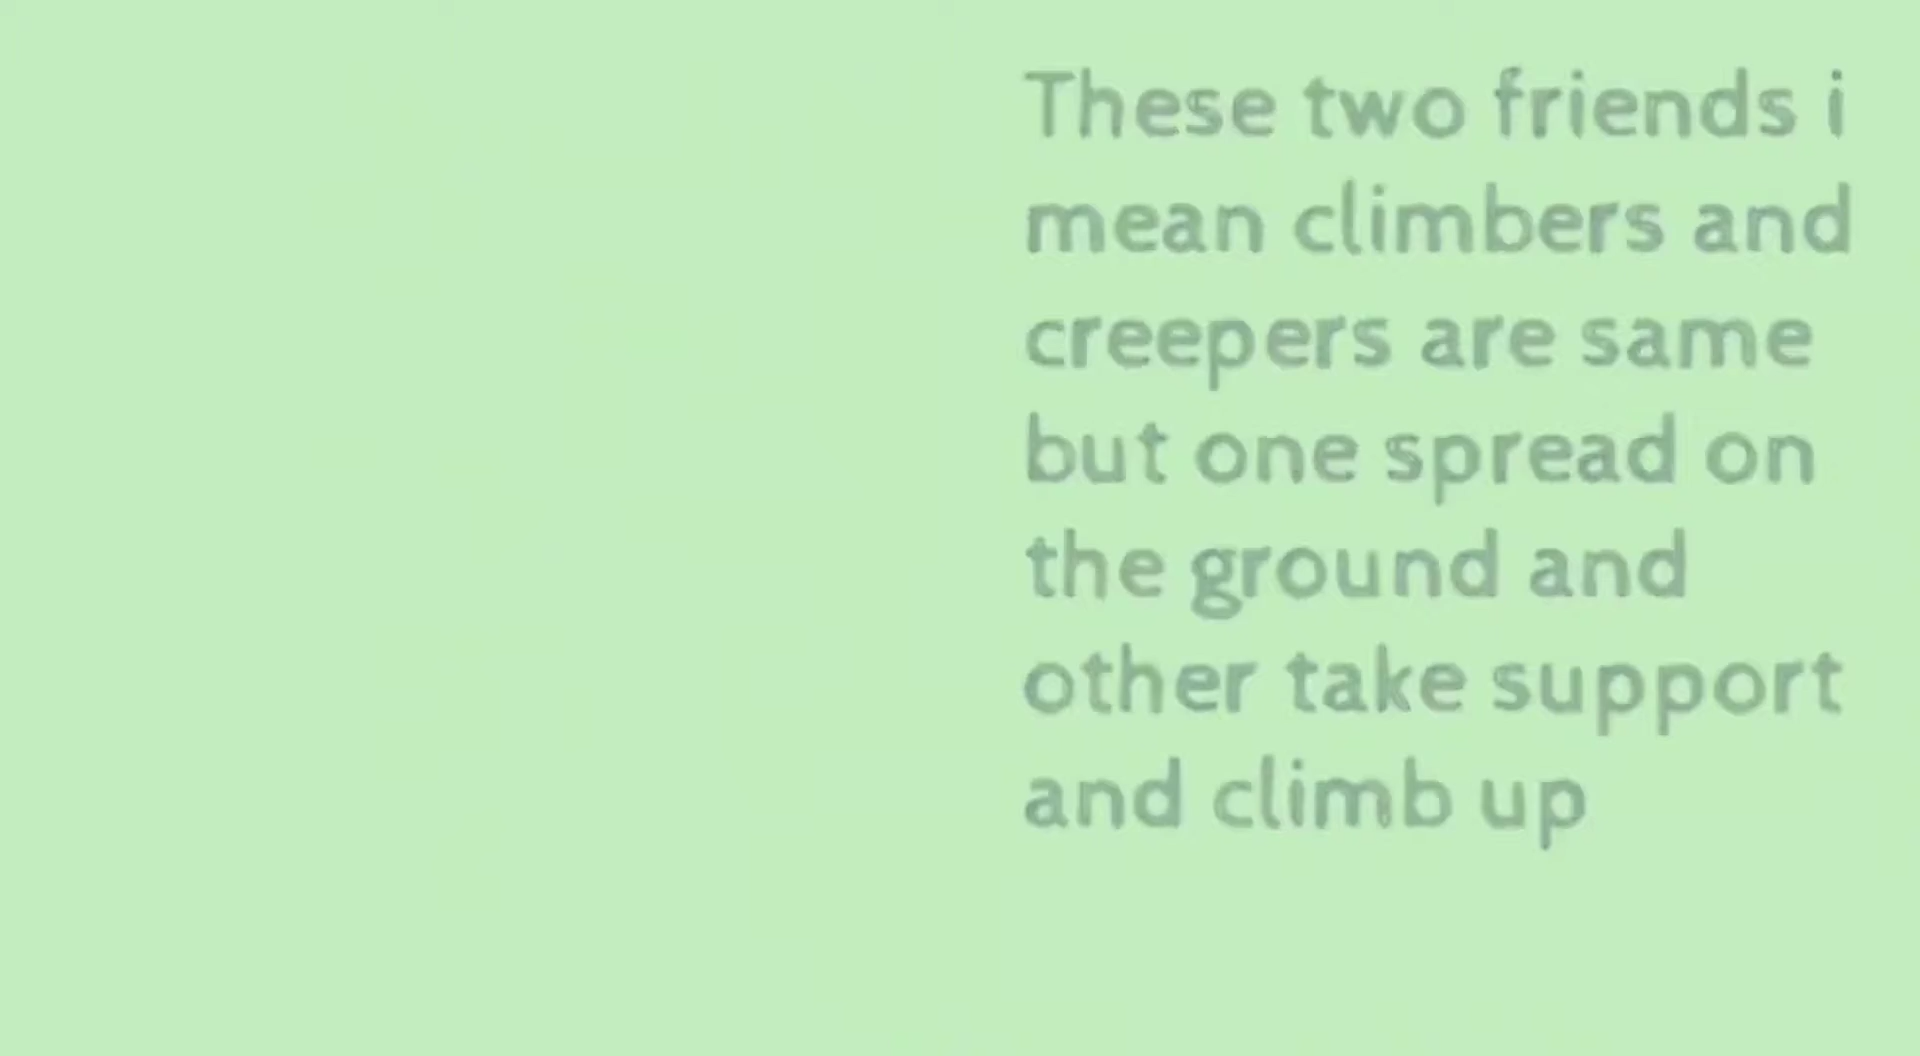 These two friends i
mean climbers and
creepers are same
but one spread on
the ground and
other take support
and climb up